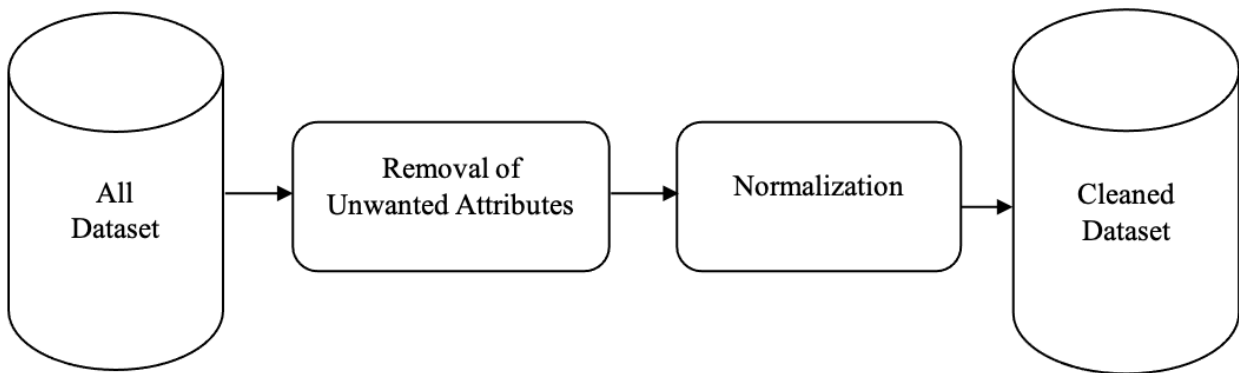 All
Dataset
Removal of
Unwanted Attributes
Normalization
Cleaned
Dataset